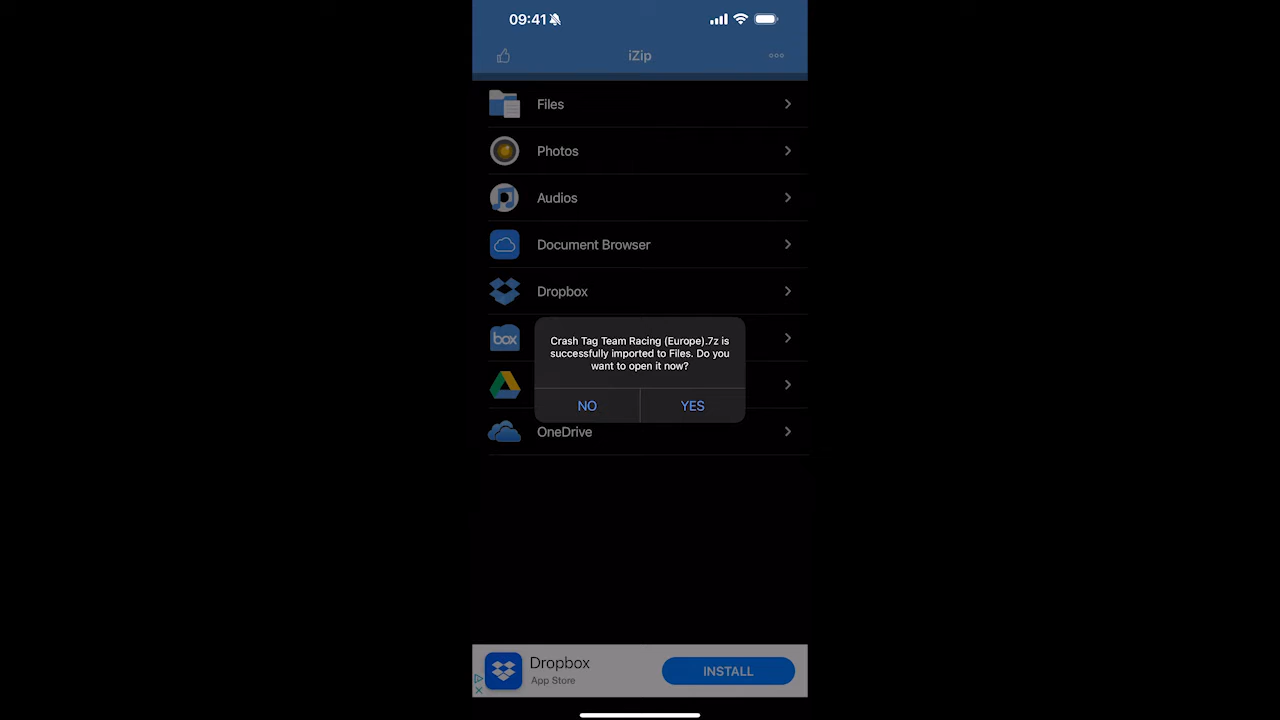 09:41
iZip
Files
Photos
Audios
Document Browser
Dropbox
box
Crash Tag Team Racing (Europe).7z is
successfully imported to Files. Do you
want to open it now?
NO
YES
OneDrive
Dropbox
App Store
INSTALL